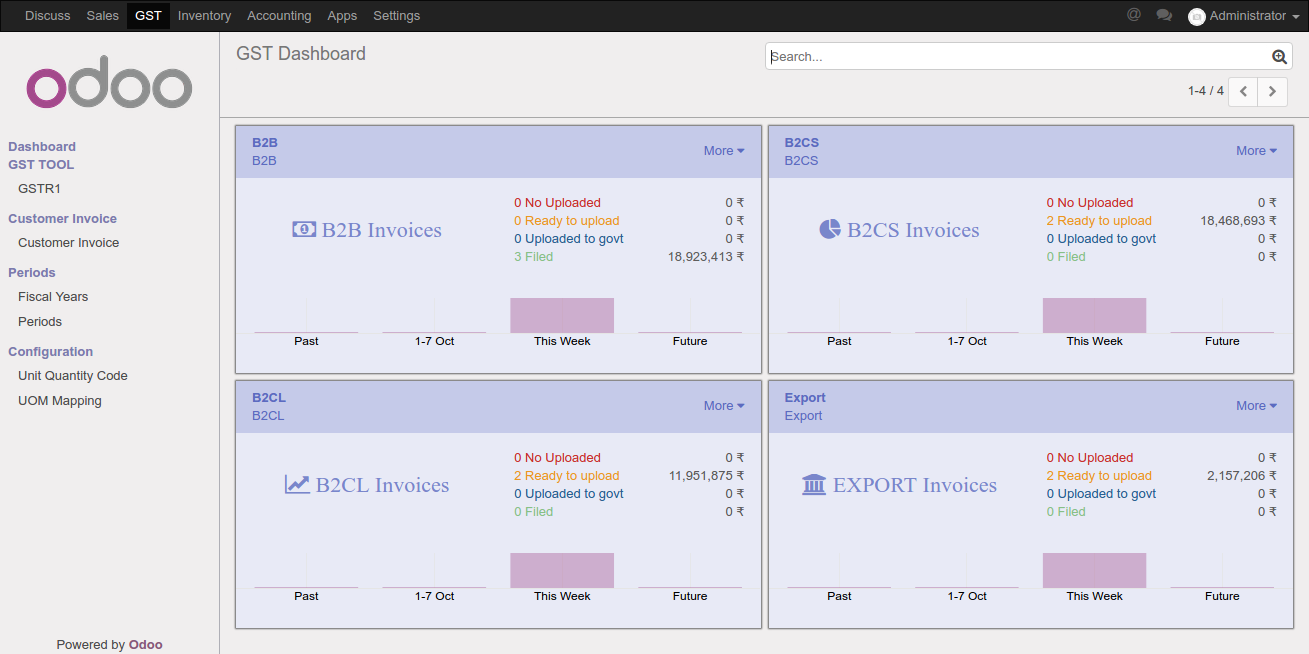 Discuss Sales GST Inventory Accounting Apps Settings @ Administrator
odoo
Dashboard
GST TOOL
GSTR1
Customer Invoice
Customer Invoice
Periods
Fiscal Years
Periods
Configuration
Unit Quantity Code
UOM Mapping
Powered by Odoo
GST Dashboard
Search...
1-4 / 4
B2B
B2B
More
B2B Invoices
0 No Uploaded 0 ₹
0 Ready to upload 0 ₹
0 Uploaded to govt 0 ₹
3 Filed 18,923,413 ₹
Past 1-7 Oct This Week Future
B2CS
B2CS
More
B2CS Invoices
0 No Uploaded 0 ₹
2 Ready to upload 18,468,693 ₹
0 Uploaded to govt 0 ₹
0 Filed 0 ₹
Past 1-7 Oct This Week Future
B2CL
B2CL
More
B2CL Invoices
0 No Uploaded 0 ₹
2 Ready to upload 11,951,875 ₹
0 Uploaded to govt 0 ₹
0 Filed 0 ₹
Past 1-7 Oct This Week Future
Export
Export
More
EXPORT Invoices
0 No Uploaded 0 ₹
2 Ready to upload 2,157,206 ₹
0 Uploaded to govt 0 ₹
0 Filed 0 ₹
Past 1-7 Oct This Week Future